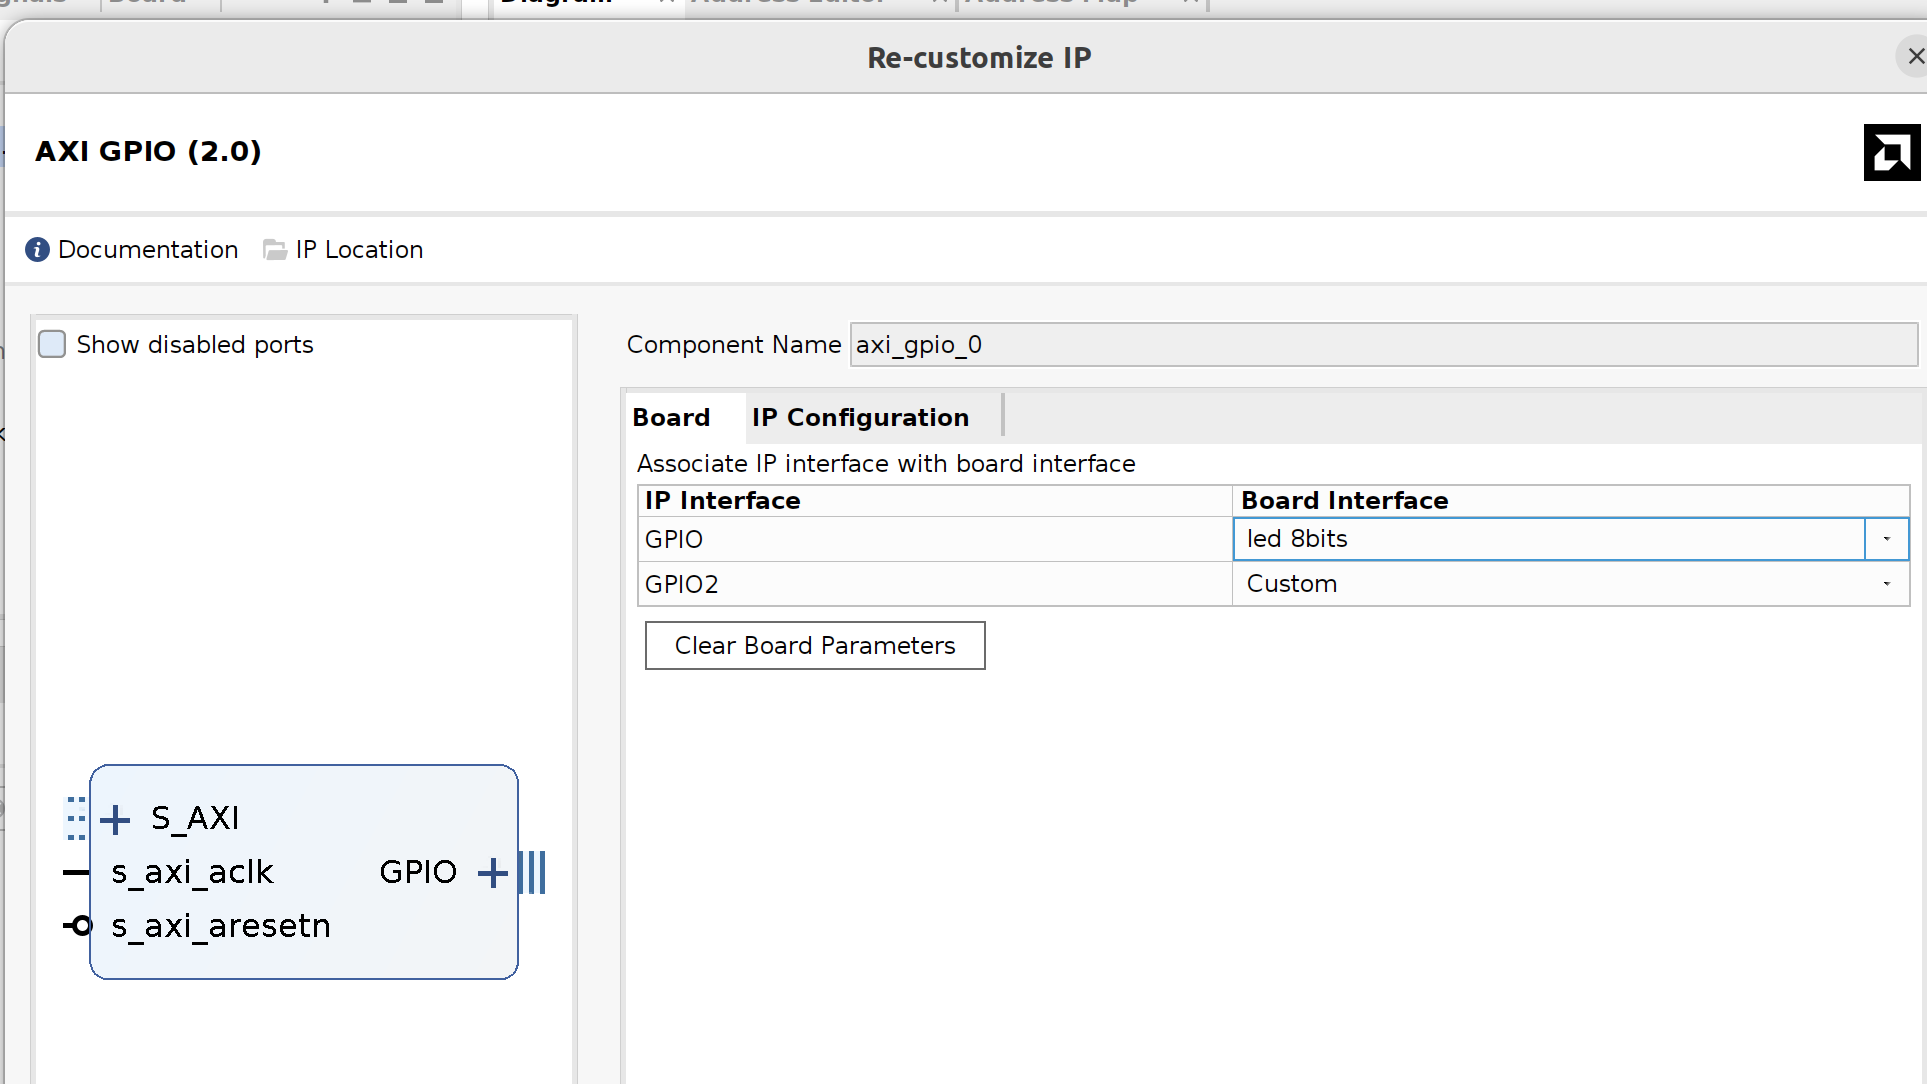 Re-customize IP
AXI GPIO (2.0)
Documentation IP Location
Show disabled ports
Component Name axi_gpio_0
Board IP Configuration
Associate IP interface with board interface
IP Interface Board Interface
GPIO led 8bits
GPIO2 Custom
Clear Board Parameters
S_AXI
s_axi_aclk GPIO
s_axi_aresetn